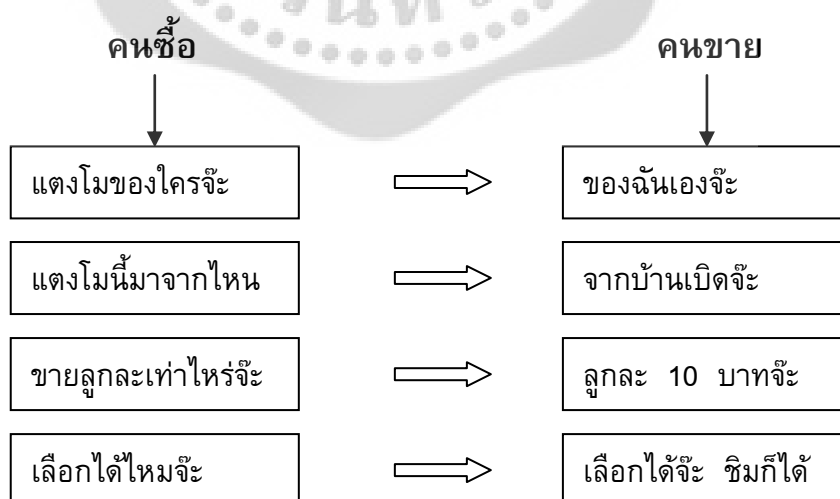 คนซื้อ คนขาย
แตงโมของใครจ๊ะ ของฉันเองจ๊ะ
แตงโมนี้มาจากไหน จากบ้านเบิดจ๊ะ
ขายลูกละเท่าไหร่จ๊ะ ลูกละ 10 บาทจ๊ะ
เลือกได้ไหมจ๊ะ เลือกได้จ๊ะ ชิมก็ได้